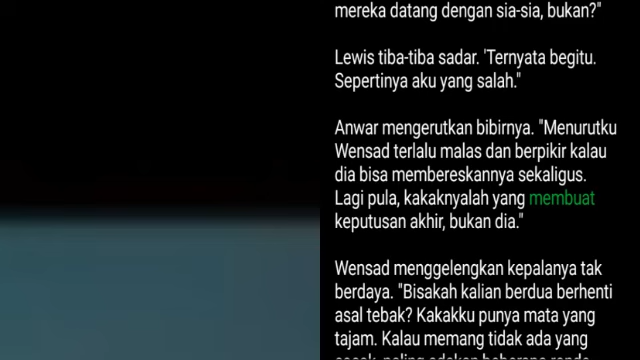 mereka datang dengan sia-sia, bukan?"
Lewis tiba-tiba sadar. 'Ternyata begitu.
Sepertinya aku yang salah."
Anwar mengerutkan bibirnya. "Menurutku
Wensad terlalu malas dan berpikir kalau
dia bisa membereskannya sekaligus.
Lagi pula, kakaknyalah yang membuat
keputusan akhir, bukan dia."
Wensad menggelengkan kepalanya tak
berdaya. "Bisakah kalian berdua berhenti
asal tebak? Kakakku punya mata yang
tajam. Kalau memang tidak ada yang